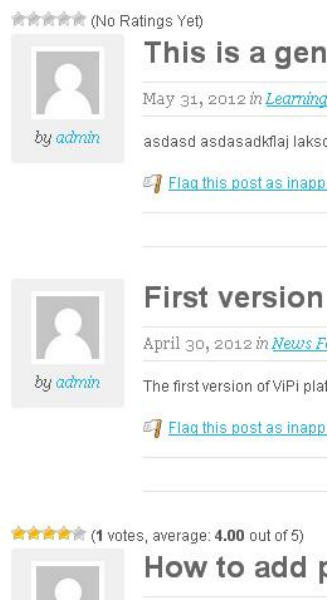 (No Ratings Yet)
This is a gen
May 31, 2012 in Learning
by admin
asdasd asdasadkflaj laksc
Flag this post as inapp
First version
April 30, 2012 in News F
by admin
The first version of ViPi plat
Flag this post as inapp
(1 votes, average: 4.00 out of 5)
How to add p